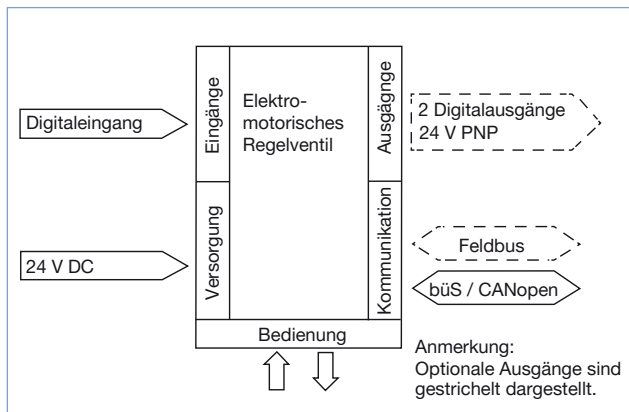 Digitaleingang
24 V DC
Eingänge
Versorgung
Elektro-
motorisches
Regelventil
Ausgägnge
Kommunikation
Bedienung
2 Digitalausgänge
24 V PNP
Feldbus
büS / CANopen
Anmerkung:
Optionale Ausgänge sind
gestrichelt dargestellt.